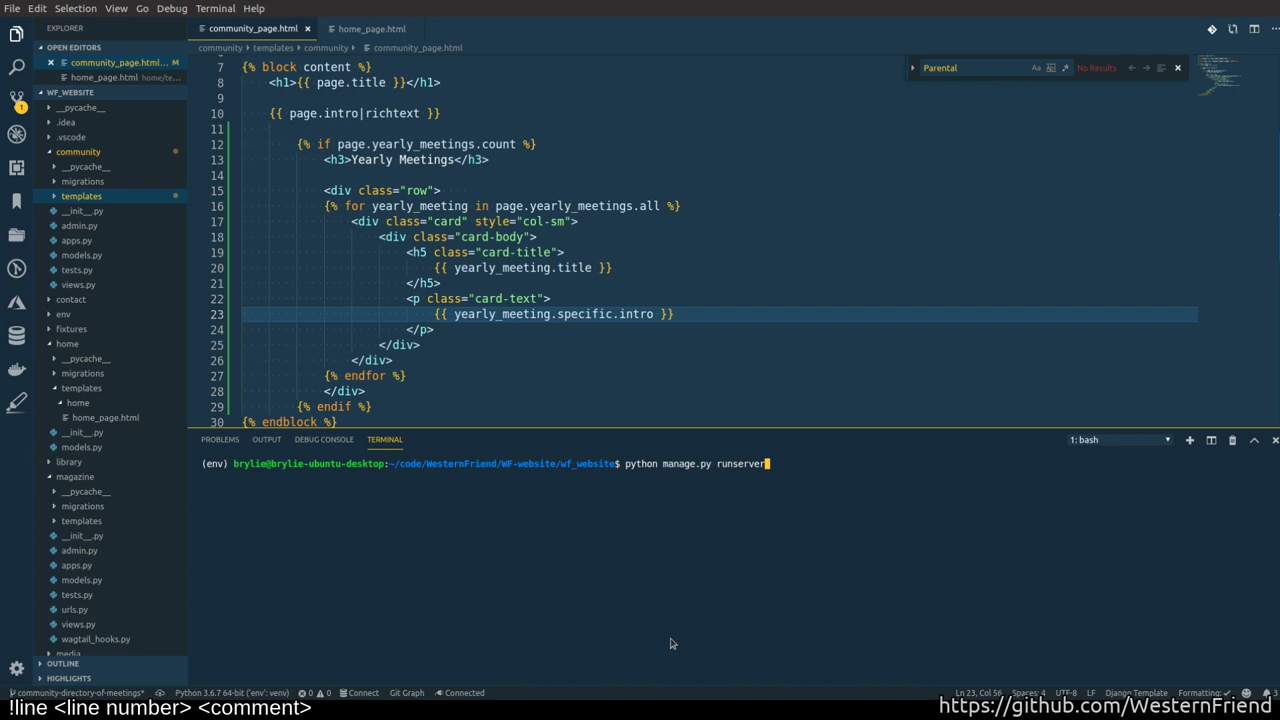 File Edit Selection View Go Debug Terminal Help
EXPLORER
OPEN EDITORS
community_page.html... M
home_page.html home/te...
WF_WEBSITE
__pycache__
.idea
.vscode
community
__pycache__
migrations
templates
__init__.py
admin.py
apps.py
models.py
tests.py
views.py
contact
env
fixtures
home
__pycache__
migrations
templates
home
home_page.html
__init__.py
models.py
library
magazine
__pycache__
migrations
templates
__init__.py
admin.py
apps.py
models.py
tests.py
urls.py
views.py
wagtail_hooks.py
media
OUTLINE
HIGHLIGHTS
1
community_page.html home_page.html
community templates community community_page.html
Parental Aa Ab| .* No Results
7 {% block content %}
8 <h1>{{ page.title }}</h1>
9
10 {{ page.intro|richtext }}
11
12 {% if page.yearly_meetings.count %}
13 <h3>Yearly Meetings</h3>
14
15 <div class="row">
16 {% for yearly_meeting in page.yearly_meetings.all %}
17 <div class="card" style="col-sm">
18 <div class="card-body">
19 <h5 class="card-title">
20 {{ yearly_meeting.title }}
21 </h5>
22 <p class="card-text">
23 {{ yearly_meeting.specific.intro }}
24 </p>
25 </div>
26 </div>
27 {% endfor %}
28 </div>
29 {% endif %}
30 {% endblock %}
PROBLEMS OUTPUT DEBUG CONSOLE TERMINAL 1: bash
(env) brylie@brylie-ubuntu-desktop:~/code/WesternFriend/WF-website/wf_website$ python manage.py runserver
community-directory-of-meetings* Python 3.6.7 64-bit ('env': venv) 0 0 Connect Git Graph Connected Ln 23, Col 56 Spaces: 4 UTF-8 LF Django Template Formatting: ✓ 3
!line <line number> <comment> https://github.com/WesternFriend